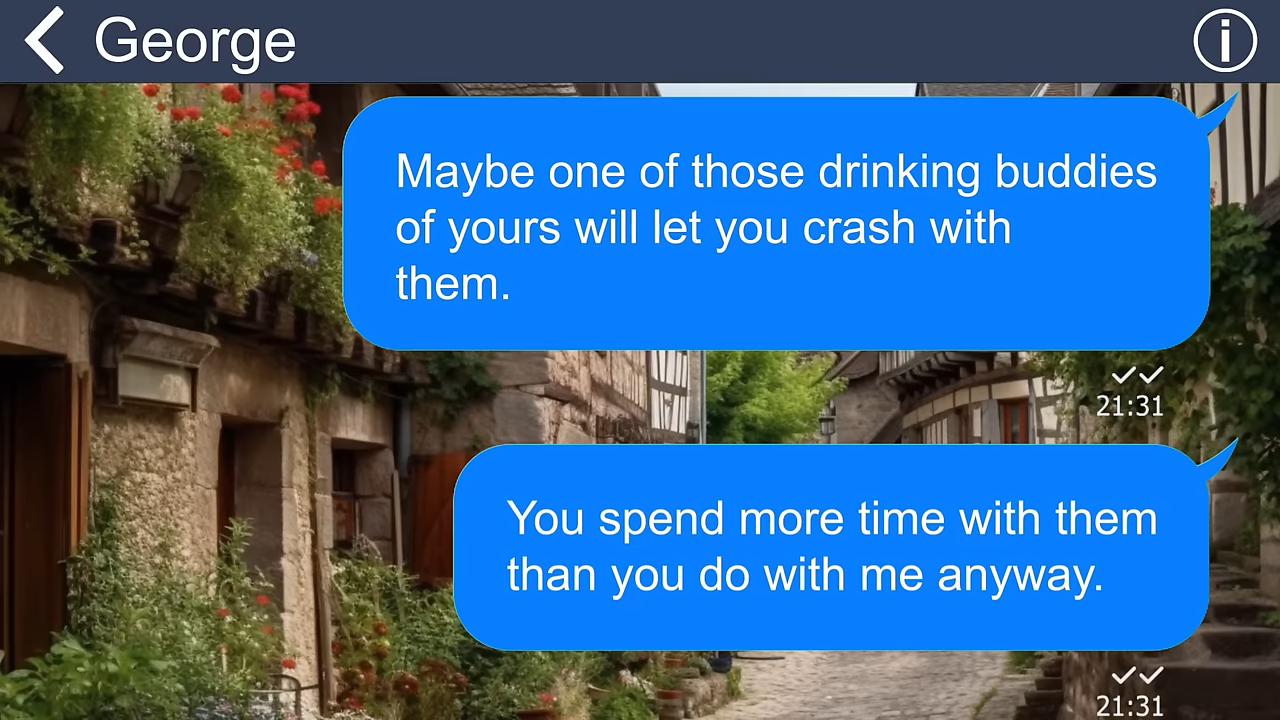 George
Maybe one of those drinking buddies
of yours will let you crash with
them.
21:31
You spend more time with them
than you do with me anyway.
21:31